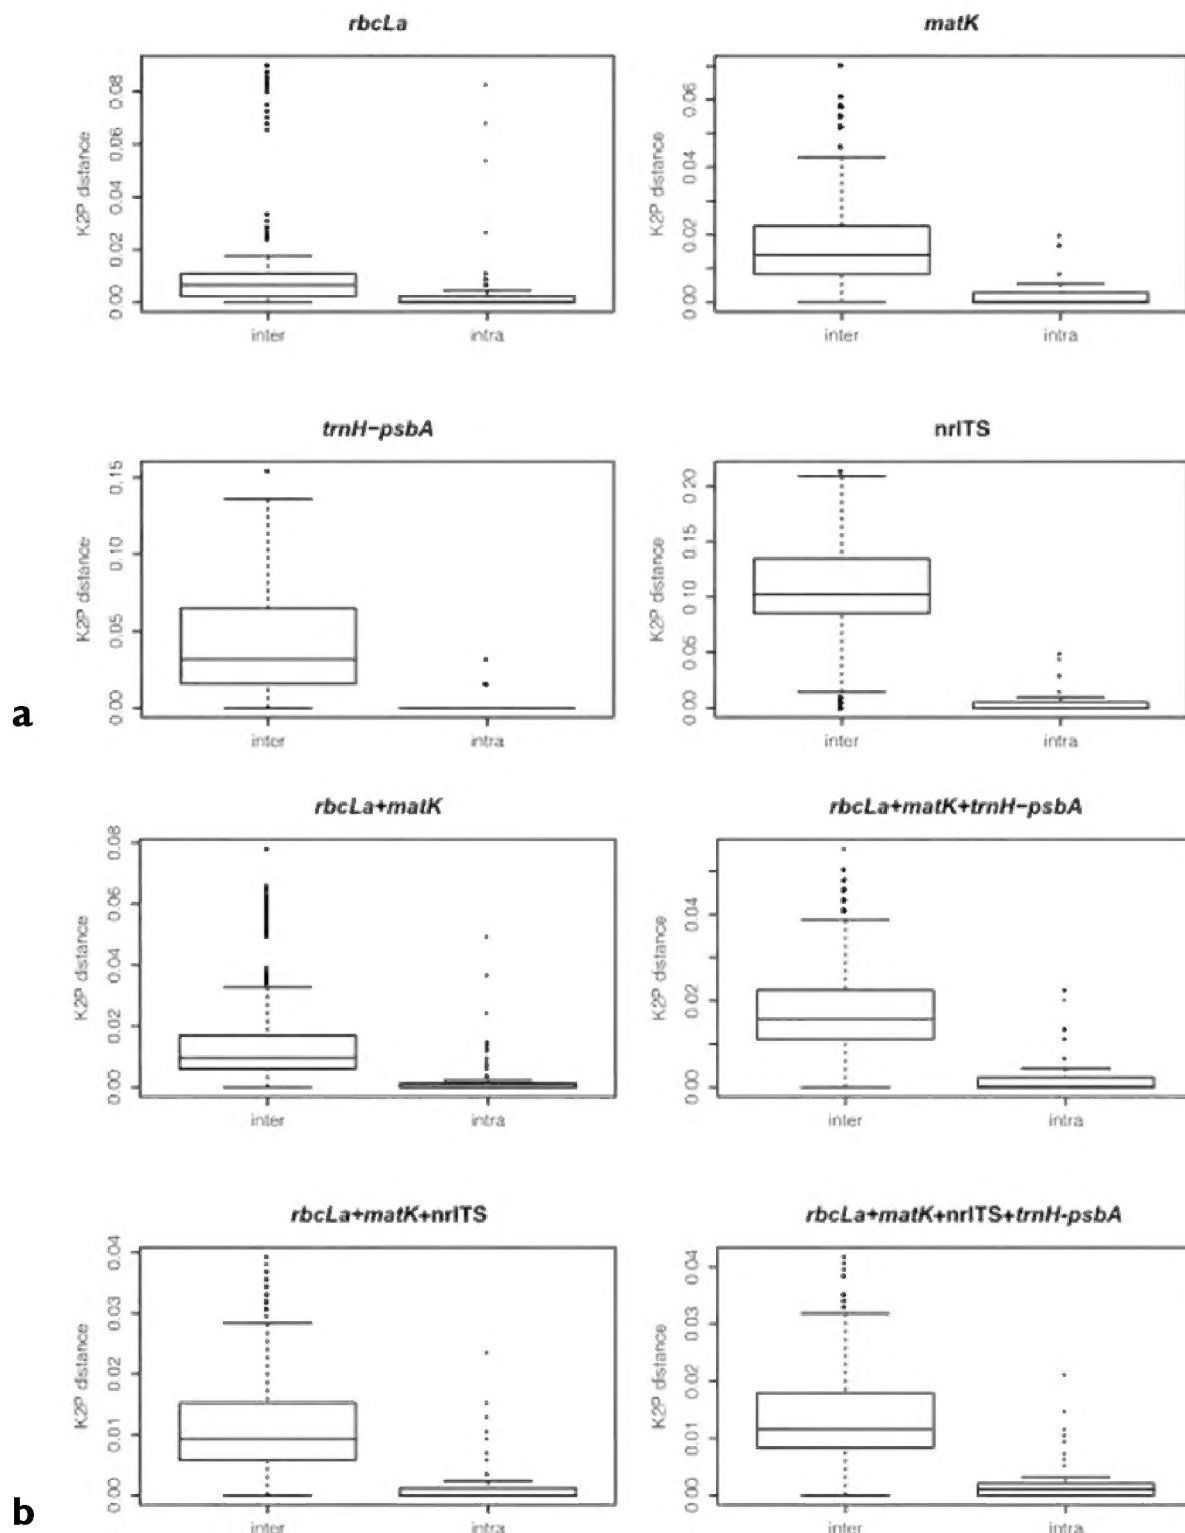 a
rbcLa
K2P distance
0.00 0.02 0.04 0.06 0.08
inter intra
matK
K2P distance
0.00 0.02 0.04 0.06
inter intra
trnH-psbA
K2P distance
0.00 0.05 0.10 0.15
inter intra
nrITS
K2P distance
0.00 0.05 0.10 0.15 0.20
inter intra
b
rbcLa+matK
K2P distance
0.00 0.02 0.04 0.06 0.08
inter intra
rbcLa+matK+trnH-psbA
K2P distance
0.00 0.02 0.04
inter intra
rbcLa+matK+nrITS
K2P distance
0.00 0.01 0.02 0.03 0.04
inter intra
rbcLa+matK+nrITS+trnH-psbA
K2P distance
0.00 0.01 0.02 0.03 0.04
inter intra